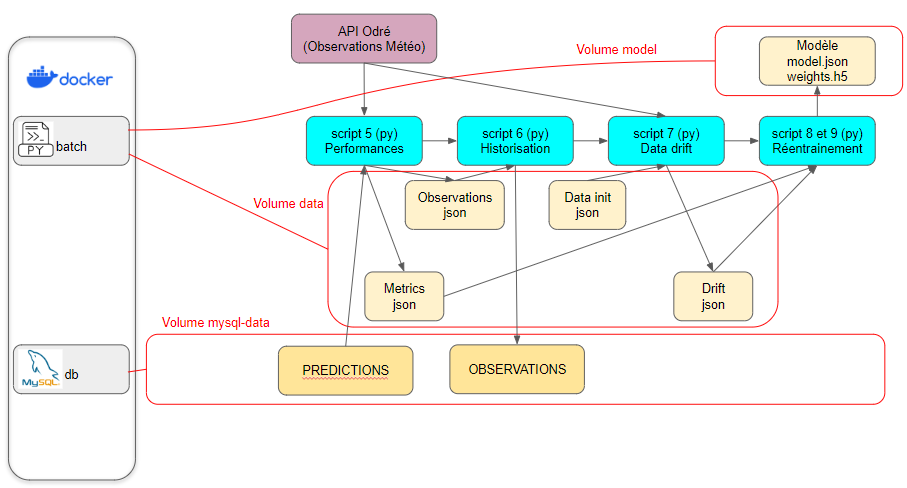 API Odré
(Observations Météo)
Volume model
Modèle
model.json
weights.h5
docker
>>_
PY
batch
script 5 (py)
Performances
script 6 (py)
Historisation
script 7 (py)
Data drift
script 8 et 9 (py)
Réentrainement
Volume data
Observations
json
Data init
json
Metrics
json
Drift
json
Volume mysql-data
MySQL
db
PREDICTIONS
OBSERVATIONS